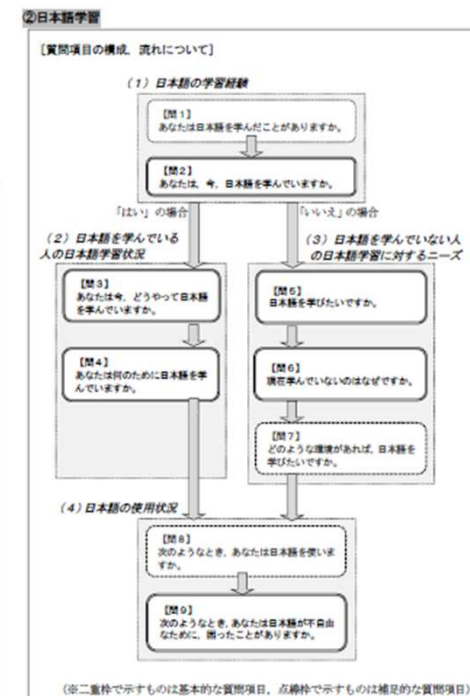 ②日本語学習
［質問項目の構成，流れについて］
（１）日本語の学習経験
【問１】
あなたは日本語を学んだことがありますか。
【問２】
あなたは，今，日本語を学んでいますか。
「はい」の場合
「いいえ」の場合
（２）日本語を学んでいる
人の日本語学習状況
（３）日本語を学んでいない人
の日本語学習に対するニーズ
【問３】
あなたは今，どうやって日本語
を学んでいますか。
【問４】
あなたは何のために日本語を学
んでいますか。
【問５】
日本語を学びたいですか。
【問６】
現在学んでいないのはなぜですか。
【問７】
どのような環境があれば，日本語を
学びたいですか。
（４）日本語の使用状況
【問８】
次のようなとき，あなたは日本語を使いま
すか。
【問９】
次のようなとき，あなたは日本語が不自由
なために，困ったことがありますか。
（※二重枠で示すものは基本的な質問項目，点線枠で示すものは補足的な質問項目）